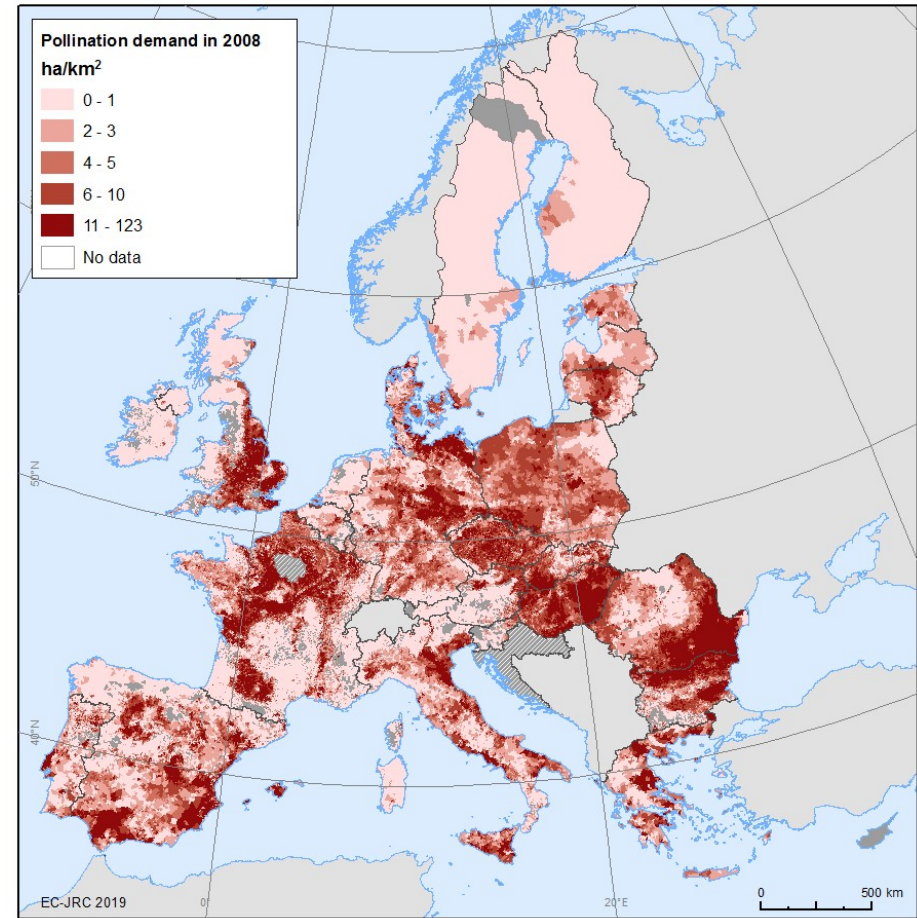 Pollination demand in 2008
ha/km²
0 - 1
2 - 3
4 - 5
6 - 10
11 - 123
No data
50°N
40°N
EC-JRC 2019
0°
20°E
0
500 km